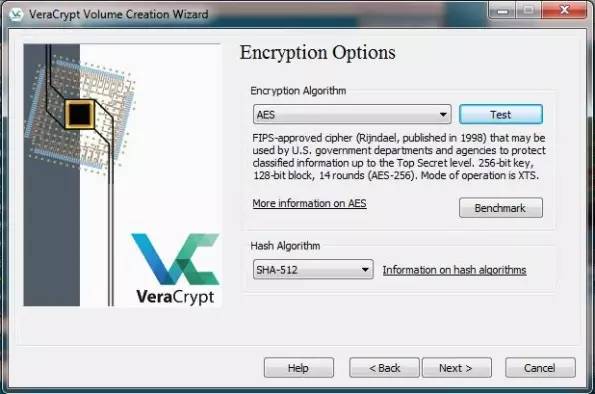 VeraCrypt Volume Creation Wizard
Encryption Options
Encryption Algorithm
AES
Test
FIPS-approved cipher (Rijndael, published in 1998) that may be
used by U.S. government departments and agencies to protect
classified information up to the Top Secret level. 256-bit key,
128-bit block, 14 rounds (AES-256). Mode of operation is XTS.
More information on AES
Benchmark
Hash Algorithm
SHA-512
Information on hash algorithms
VeraCrypt
Help
< Back
Next >
Cancel